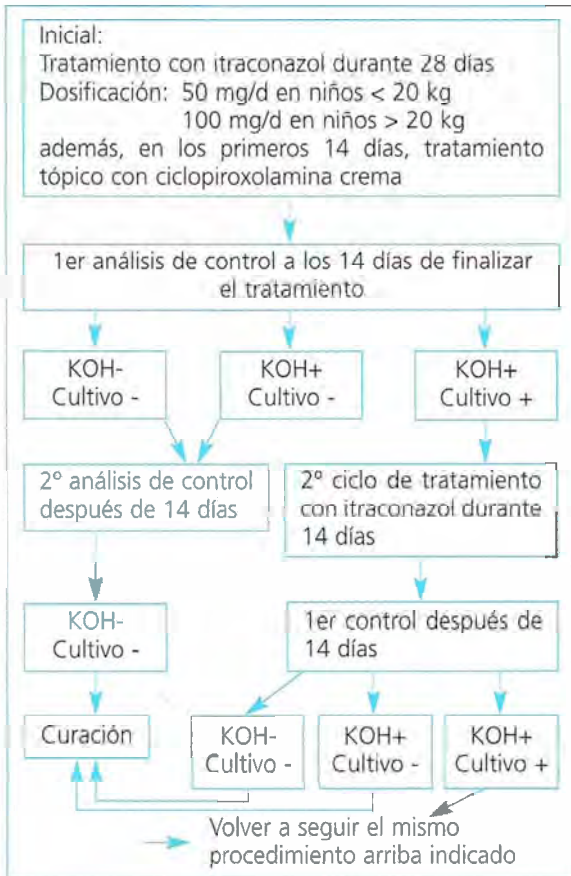 Inicial:
Tratamiento con itraconazol durante 28 días
Dosificación: 50 mg/d en niños < 20 kg
100 mg/d en niños > 20 kg
además, en los primeros 14 días, tratamiento
tópico con ciclopiroxolamina crema
1er análisis de control a los 14 días de finalizar
el tratamiento
KOH-
Cultivo -
KOH+
Cultivo -
KOH+
Cultivo +
2º análisis de control
después de 14 días
2º ciclo de tratamiento
con itraconazol durante
14 días
KOH-
Cultivo -
1er control después de
14 días
Curación
KOH-
Cultivo -
KOH+
Cultivo -
KOH+
Cultivo +
Volver a seguir el mismo
procedimiento arriba indicado